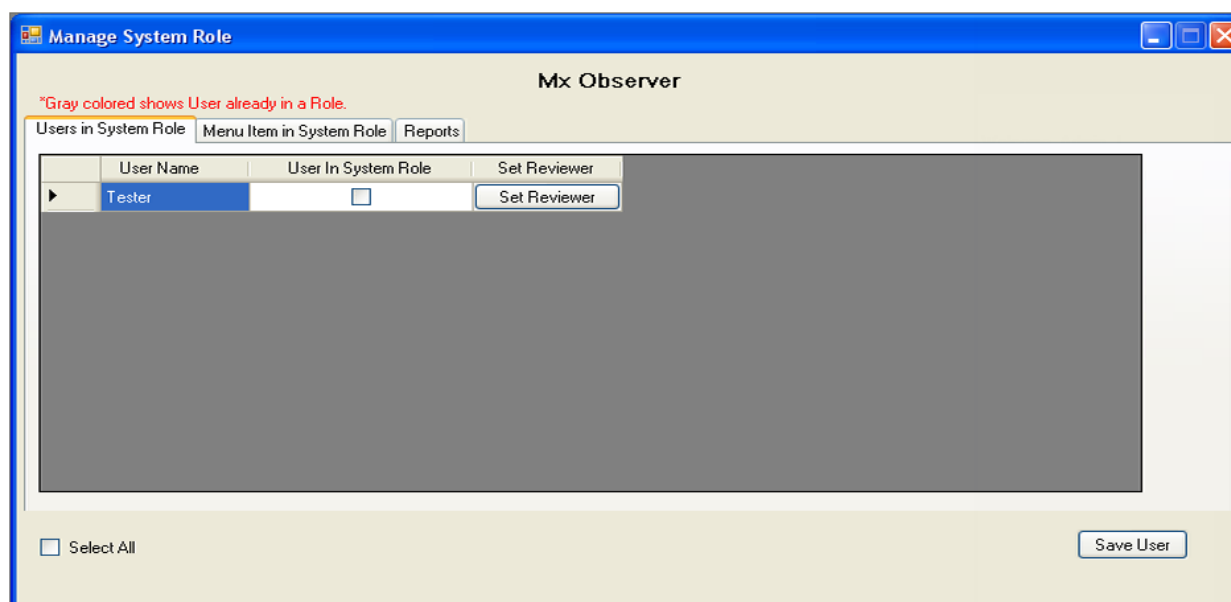 Manage System Role
Mx Observer
*Gray colored shows User already in a Role.
Users in System Role Menu Item in System Role Reports
User Name User In System Role Set Reviewer
Tester Set Reviewer
Select All Save User